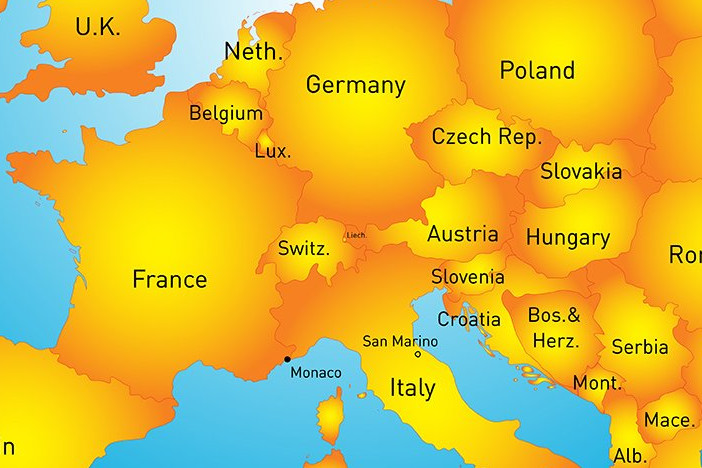 U.K.
Neth.
Germany
Poland
Belgium
Lux.
Czech Rep.
Slovakia
Switz.
Liech.
Austria
Hungary
Ro
France
Slovenia
Croatia
Bos.&
Herz.
Serbia
San Marino
Monaco
Italy
Mont.
Mace.
n
Alb.